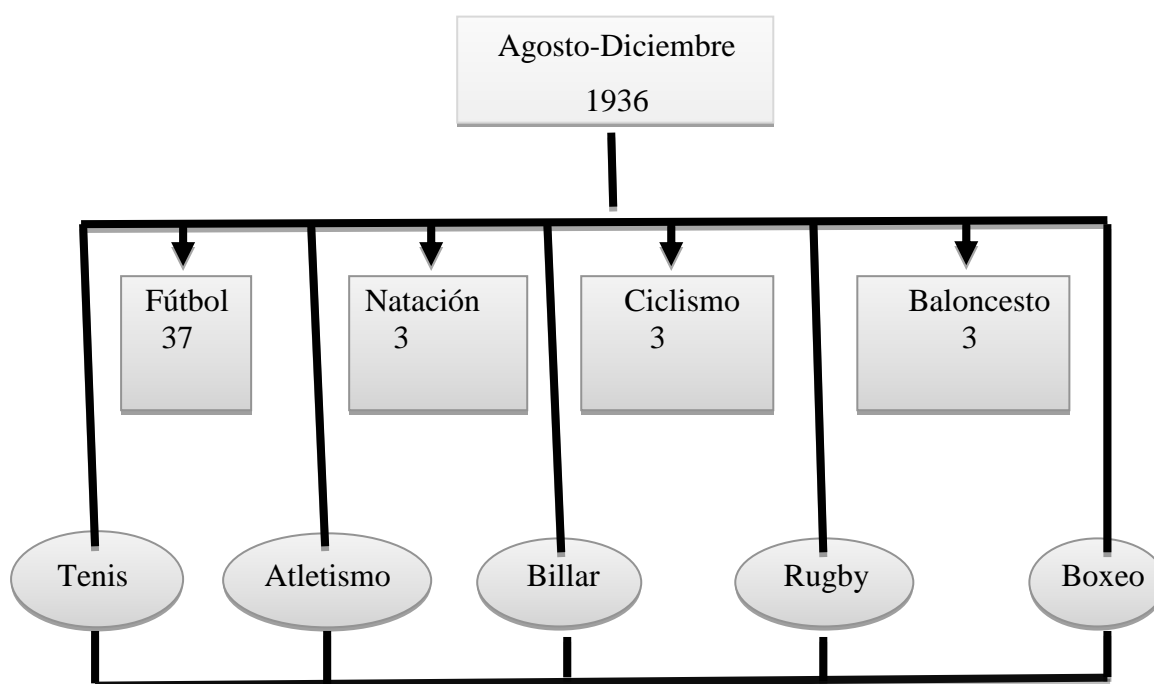 Agosto-Diciembre
1936
Fútbol
37
Natación
3
Ciclismo
3
Baloncesto
3
Tenis
Atletismo
Billar
Rugby
Boxeo